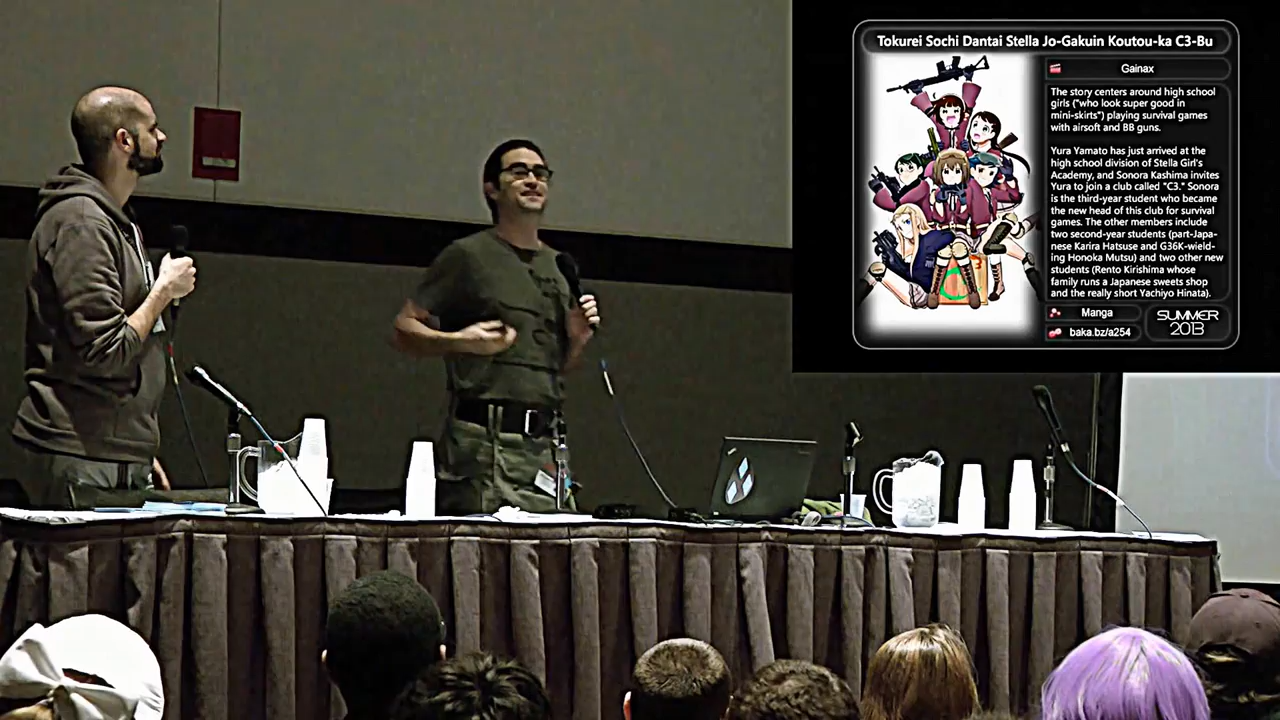 Tokurei Sochi Dantai Stella Jo-Gakuin Koutou-ka C3-Bu
Gainax
The story centers around high school
girls ("who look super good in
mini-skirts") playing survival games
with airsoft and BB guns.
Yura Yamato has just arrived at the
high school division of Stella Girl's
Academy, and Sonora Kashima invites
Yura to join a club called "C3." Sonora
is the third-year student who became
the new head of this club for survival
games. The other members include
two second-year students (part-Japa-
nese Karira Hatsuse and G36K-wield-
ing Honoka Mutsu) and two other new
students (Rento Kirishima whose
family runs a Japanese sweets shop
and the really short Yachiyo Hinata).
Manga
baka.bz/a254
SUMMER
2013